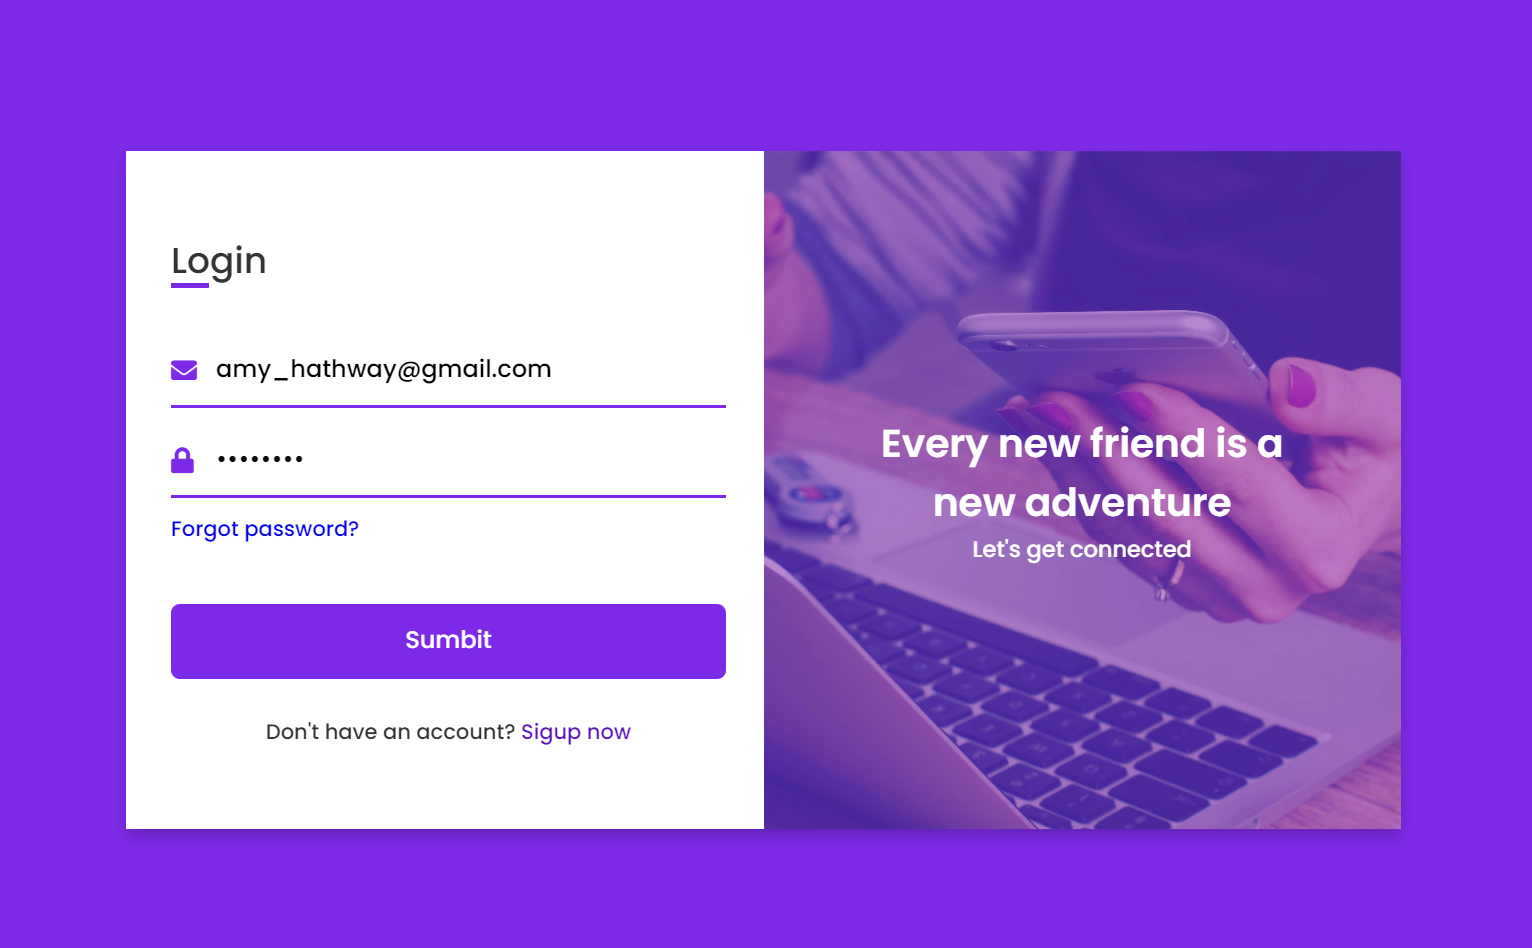 Login
amy_hathway@gmail.com
••••••••
Forgot password?
Sumbit
Don't have an account? Sigup now
Every new friend is a
new adventure
Let's get connected